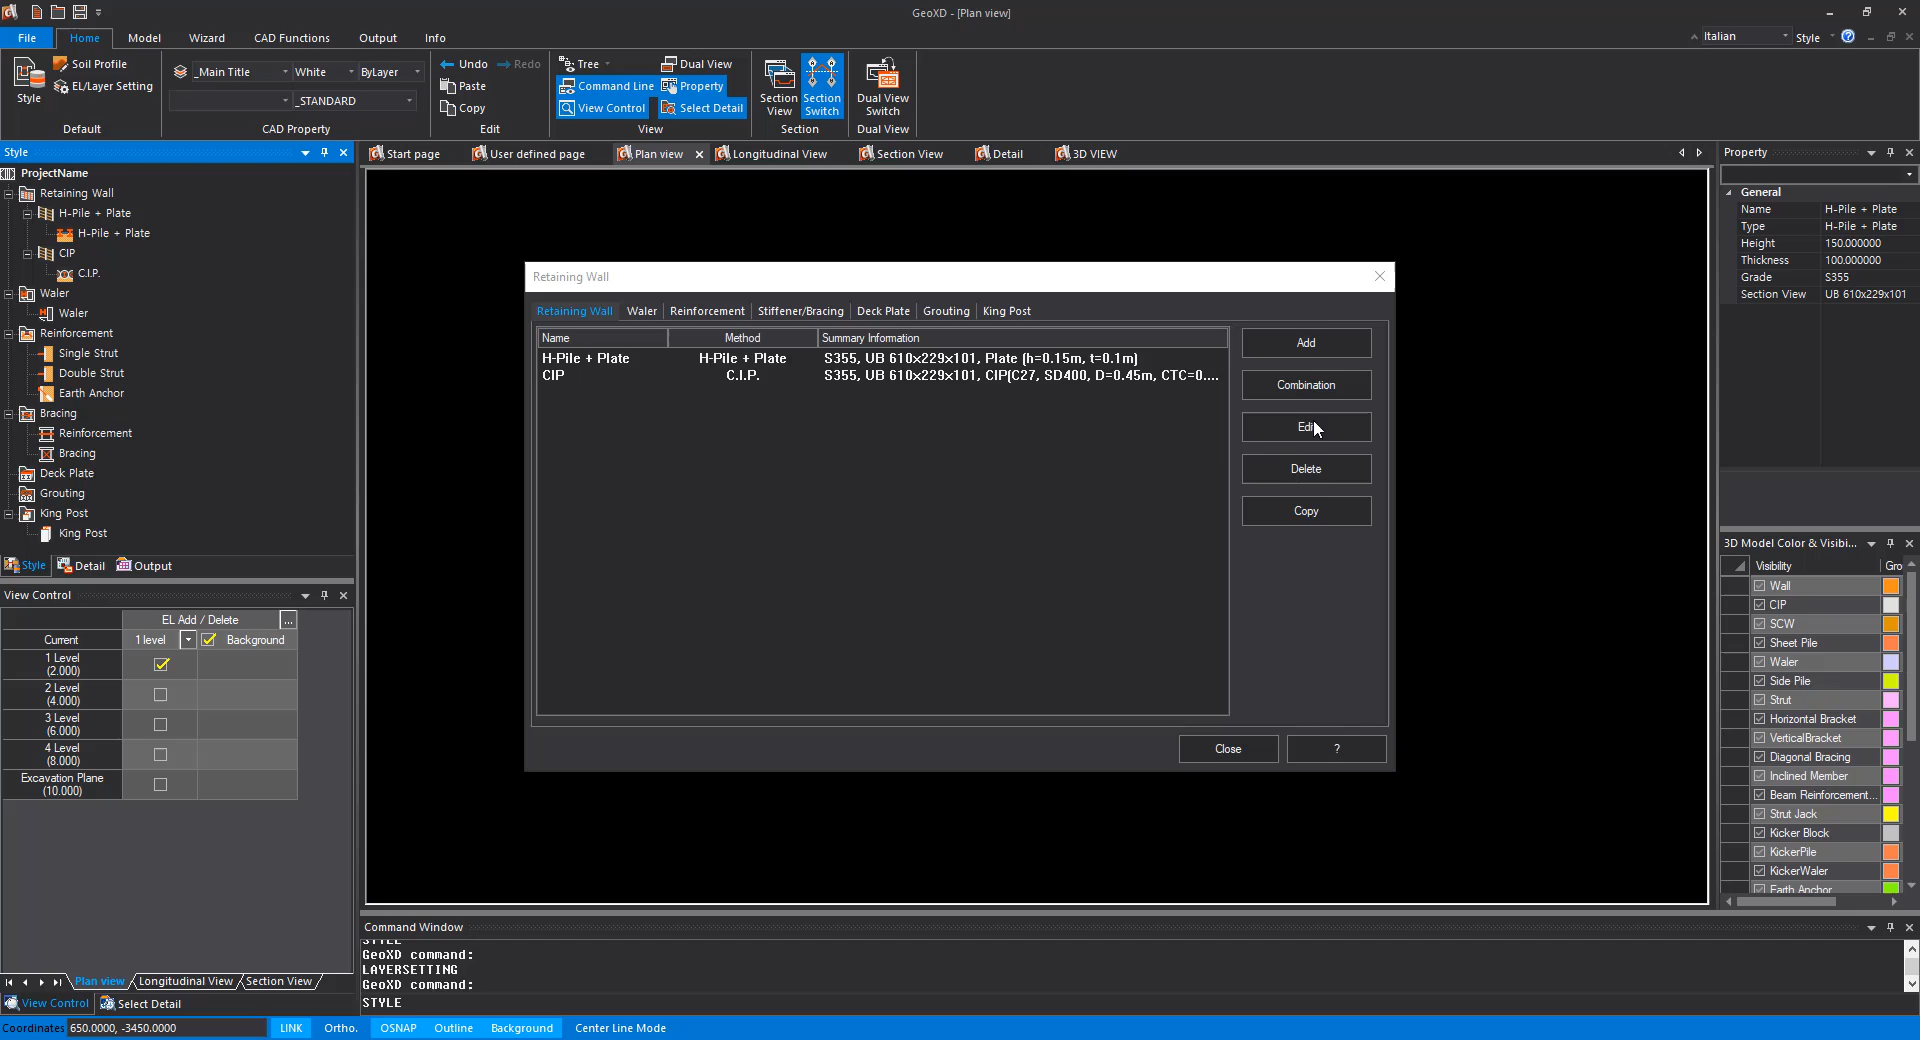 GeoXD - [Plan view]
File Home Model Wizard CAD Functions Output Info
Italian Style
Style
Soil Profile
EL/Layer Setting
Default
_Main Title White ByLayer
_STANDARD
CAD Property
Undo Redo
Paste
Copy
Edit
Tree Dual View
Command Line Property
View Control Select Detail
View
Section View
Section Switch
Section
Dual View Switch
Dual View
Style
ProjectName
Retaining Wall
H-Pile + Plate
H-Pile + Plate
CIP
C.I.P.
Waler
Waler
Reinforcement
Single Strut
Double Strut
Earth Anchor
Bracing
Reinforcement
Bracing
Deck Plate
Grouting
King Post
King Post
Style Detail Output
View Control
EL Add / Delete ...
Current 1 level Background
1 Level
(2.000)
2 Level
(4.000)
3 Level
(6.000)
4 Level
(8.000)
Excavation Plane
(10.000)
Plan view Longitudinal View Section View
View Control Select Detail
Start page User defined page Plan view Longitudinal View Section View Detail 3D VIEW
Retaining Wall
Retaining Wall Waler Reinforcement Stiffener/Bracing Deck Plate Grouting King Post
Name Method Summary Information
H-Pile + Plate H-Pile + Plate S355, UB 610x229x101, Plate (h=0.15m, t=0.1m)
CIP C.I.P. S355, UB 610x229x101, CIP(C27, SD400, D=0.45m, CTC=0....
Add
Combination
Edit
Delete
Copy
Close ?
Command Window
STYLE
GeoXD command:
LAYERSETTING
GeoXD command:
STYLE
Property
General
Name H-Pile + Plate
Type H-Pile + Plate
Height 150.000000
Thickness 100.000000
Grade S355
Section View UB 610x229x101
3D Model Color & Visibi...
Visibility Gro
Wall
CIP
SCW
Sheet Pile
Waler
Side Pile
Strut
Horizontal Bracket
VerticalBracket
Diagonal Bracing
Inclined Member
Beam Reinforcement...
Strut Jack
Kicker Block
KickerPile
KickerWaler
Earth Anchor
Coordinates 650.0000, -3450.0000 LINK Ortho. OSNAP Outline Background Center Line Mode